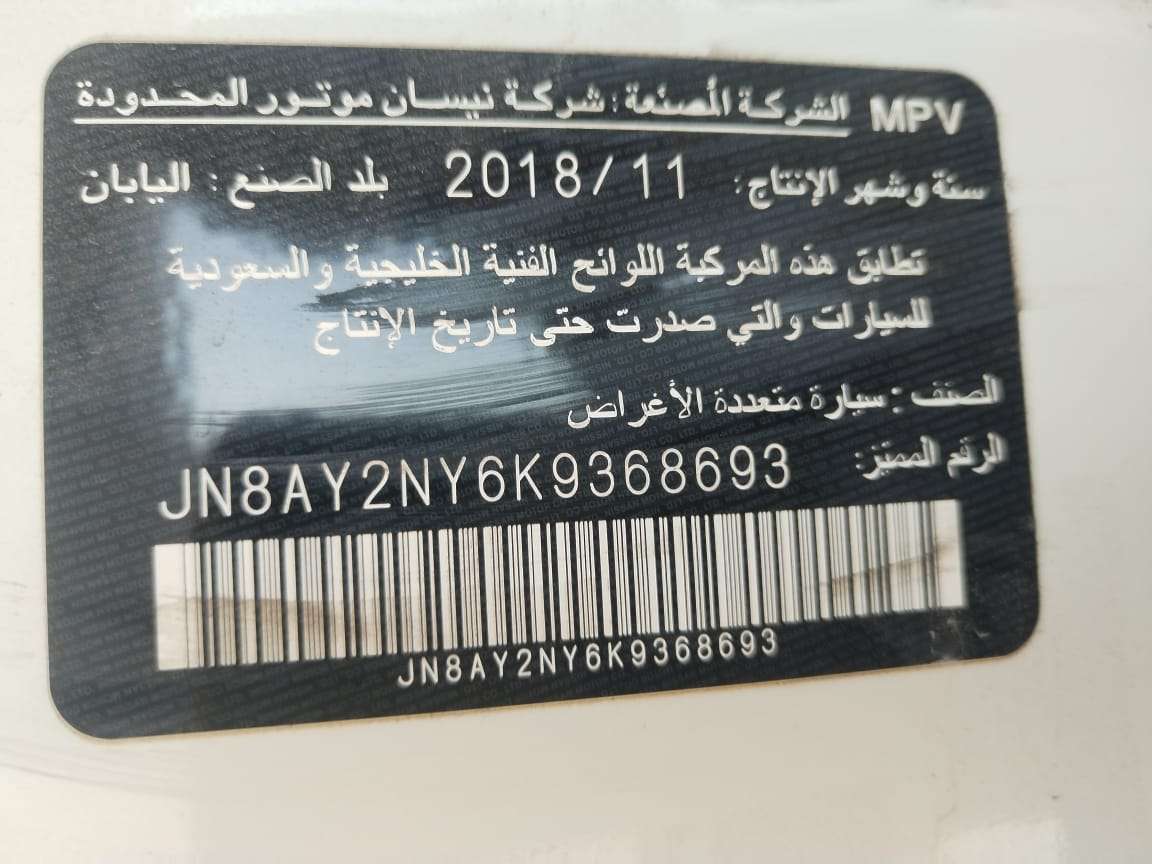 MPV الشركة المصنعة : شركة نيسان موتور المحدودة
سنة وشهر الإنتاج: 2018/11 بلد الصنع : اليابان
تطابق هذه المركبة اللوائح الفنية الخليجية والسعودية
للسيارات والتي صدرت حتى تاريخ الإنتاج
الصنف : سيارة متعددة الأغراض
الرقم المميّز:
JN8AY2NY6K9368693
JN8AY2NY6K9368693